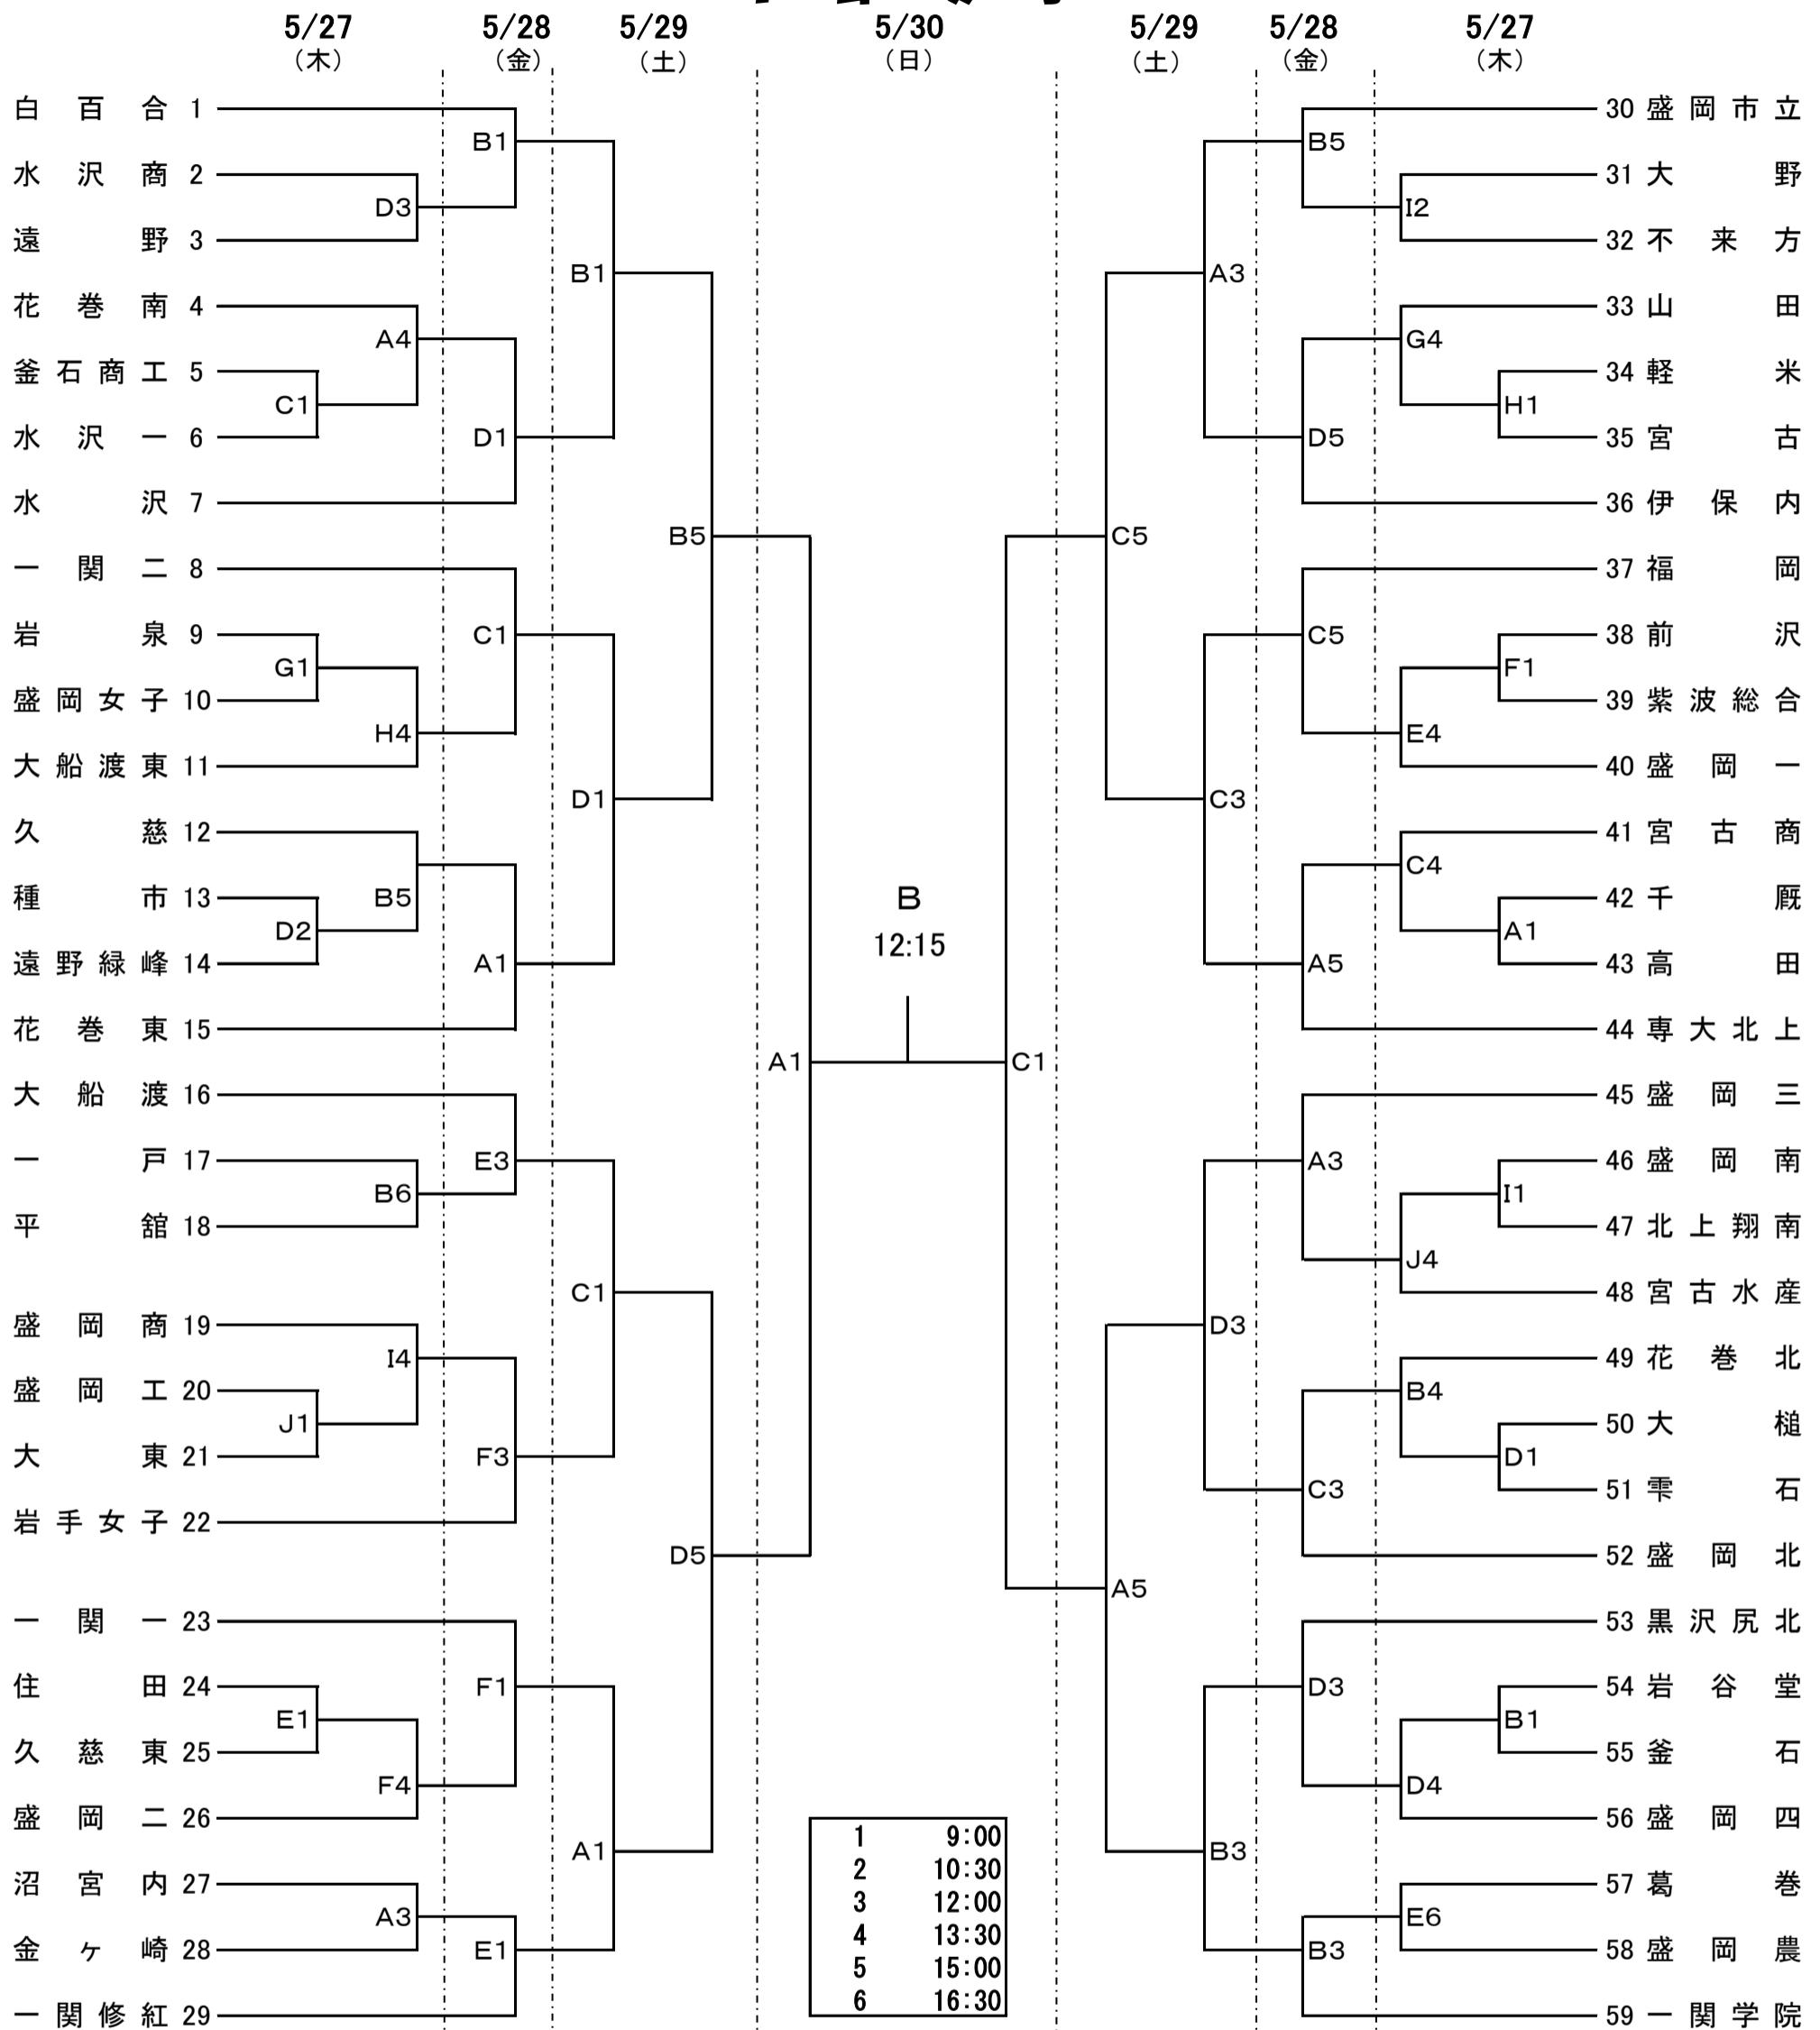 5/27 5/28 5/29 5/30 5/29 5/28 5/27
(木) (金) (土) (日) (土) (金) (木)
白百合 1
B1
水沢商 2
D3
遠野 3
B1
花巻南 4
A4
釜石商工 5
C1
水沢一 6
D1
水沢 7
B5
一関二 8
岩泉 9
C1
G1
盛岡女子 10
H4
大船渡東 11
D1
久慈 12
種市 13
B5
D2
遠野緑峰 14
A1
花巻東 15
A1
大船渡 16
一戸 17
E3
B6
平舘 18
C1
盛岡商 19
I4
盛岡工 20
J1
大東 21
F3
岩手女子 22
D5
一関一 23
住田 24
F1
E1
久慈東 25
F4
盛岡二 26
A1
沼宮内 27
A3
金ヶ崎 28
E1
一関修紅 29
B
12:15
1 9:00
2 10:30
3 12:00
4 13:30
5 15:00
6 16:30
30 盛岡市立
B5
31 大野
I2
32 不来方
A3
33 山田
G4
34 軽米
H1
35 宮古
D5
36 伊保内
C5
37 福岡
38 前沢
C5
F1
39 紫波総合
E4
40 盛岡一
C3
41 宮古商
C4
42 千厩
A1
43 高田
A5
44 専大北上
C1
45 盛岡三
46 盛岡南
A3
I1
47 北上翔南
J4
48 宮古水産
D3
49 花巻北
B4
50 大槌
D1
51 雫石
C3
52 盛岡北
A5
53 黒沢尻北
54 岩谷堂
D3
B1
55 釜石
D4
56 盛岡四
B3
57 葛巻
E6
58 盛岡農
B3
59 一関学院